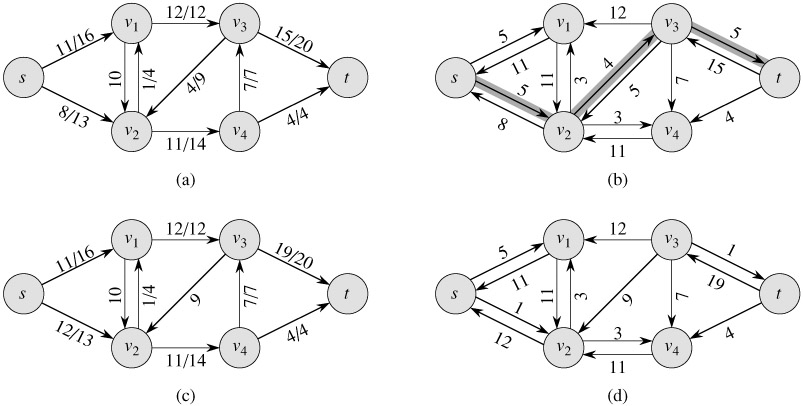 v1 12/12 v3
11/16 15/20
s 10 1/4 4/9 7/7 t
8/13 4/4
v2 11/14 v4
(a)
v1 12 v3
5 5
11 4 15
s 5 11 3 5 7 t
8 3 4
v2 11 v4
(b)
v1 12/12 v3
11/16 19/20
s 10 1/4 9 7/7 t
12/13 4/4
v2 11/14 v4
(c)
v1 12 v3
5 1
11 19
s 1 11 3 9 7 t
12 3 4
v2 11 v4
(d)